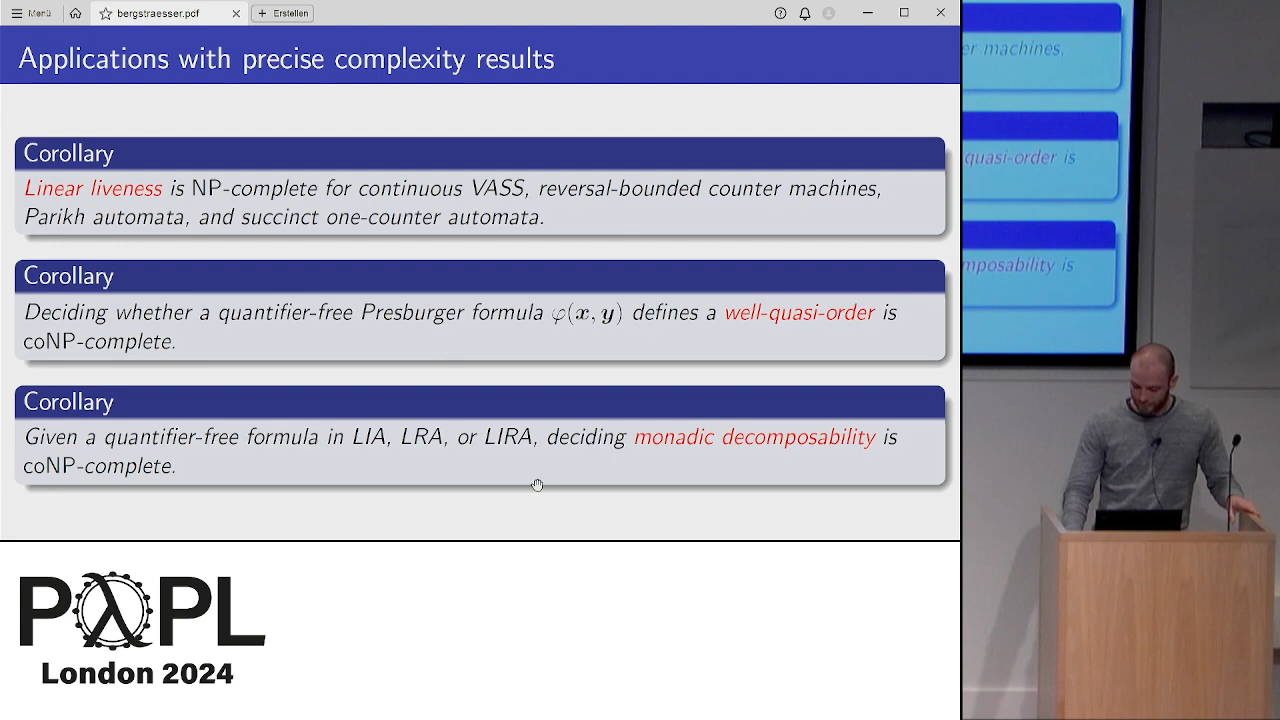 Menü
bergstraesser.pdf
Erstellen
Applications with precise complexity results
Corollary
Linear liveness is NP-complete for continuous VASS, reversal-bounded counter machines,
Parikh automata, and succinct one-counter automata.
Corollary
Deciding whether a quantifier-free Presburger formula φ(x, y) defines a well-quasi-order is
coNP-complete.
Corollary
Given a quantifier-free formula in LIA, LRA, or LIRA, deciding monadic decomposability is
coNP-complete.
er machines,
quasi-order is
mposability is
PλPL
London 2024